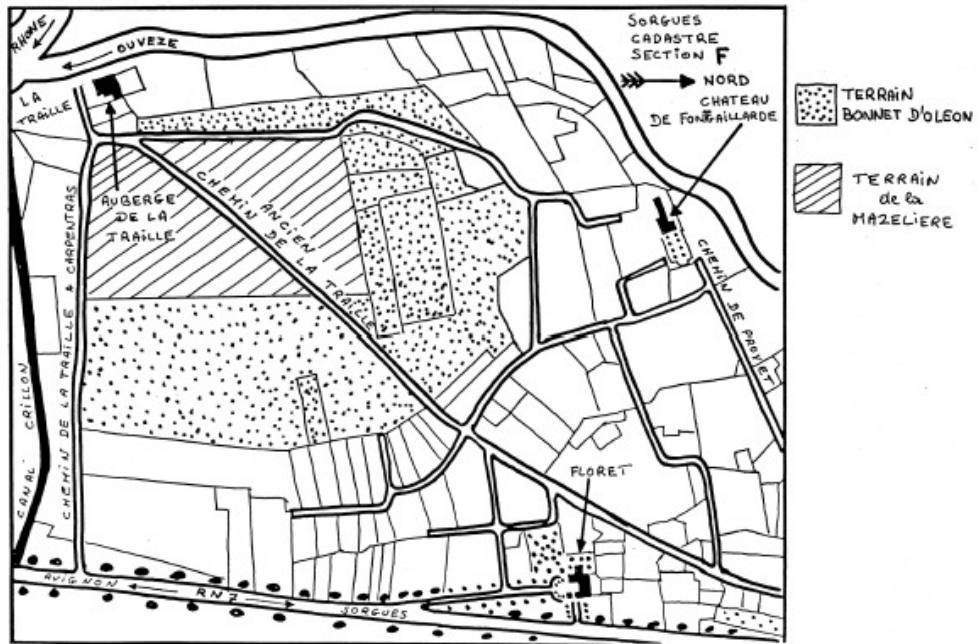 RHONE
OUVEZE
LA
TRAILLE
SORGUES
CADASTRE
SECTION F
NORD
CHATEAU
DE FONTAILLARDE
TERRAIN
BONNET D'OLEON
TERRAIN
de la
MAZELIERE
AUBERGE
DE LA
TRAILLE
CHEMIN ANCIEN
DE LA TRAILLE
CHEMIN DE LA TRAILLE A CARPENTRAS
CANAL CRILLON
CHEMIN DE PROYET
FLORET
AVIGNON
RN7
SORGUES